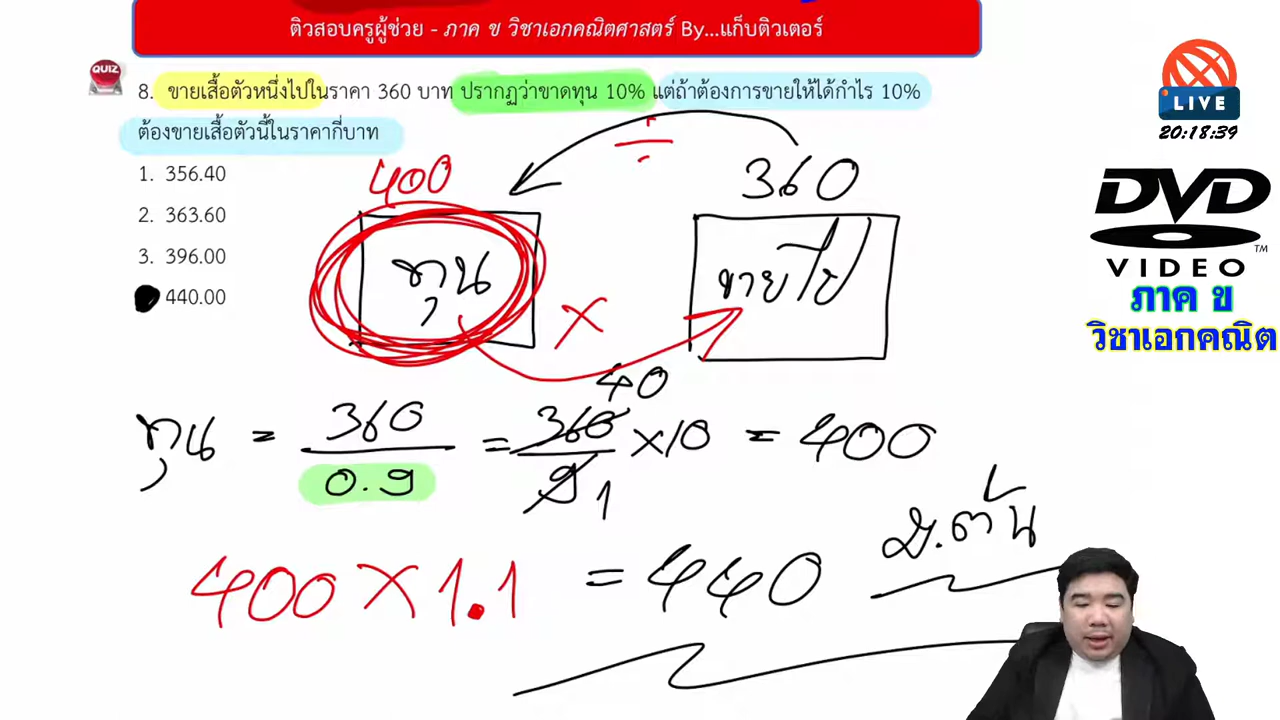 ติวสอบครูผู้ช่วย - ภาค ข วิชาเอกคณิตศาสตร์ By...แก็บติวเตอร์
QUIZ
8. ขายเสื้อตัวหนึ่งไปในราคา 360 บาท ปรากฏว่าขาดทุน 10% แต่ถ้าต้องการขายให้ได้กำไร 10%
ต้องขายเสื้อตัวนี้ในราคากี่บาท
1. 356.40
2. 363.60
3. 396.00
440.00
400
÷
360
ทุน
×
ขายไป
40
ทุน = 360/0.9 = 360/9 1 ×10 = 400
ม.ต้น
400 × 1.1 = 440
LIVE
20:18:39
DVD
VIDEO
TM
ภาค ข
วิชาเอกคณิต